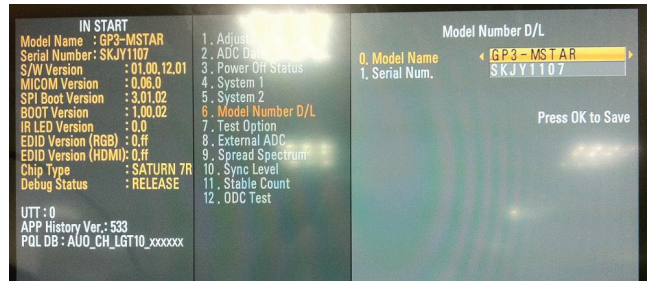 IN START
Model Name : GP3-MSTAR
Serial Number: SKJY1107
S/W Version : 01.00.12.01
MICOM Version : 0.06.0
SPI Boot Version : 3.01.02
BOOT Version : 1.00.02
IR LED Version : 0.0
EDID Version (RGB) : 0.ff
EDID Version (HDMI): 0.ff
Chip Type : SATURN 7R
Debug Status : RELEASE
UTT : 0
APP History Ver.: 533
PQL DB : AUO_CH_LGT10_xxxxxx
1. Adjust
2. ADC Data
3. Power Off Status
4. System 1
5. System 2
6. Model Number D/L
7. Test Option
8. External ADC
9. Spread Spectrum
10. Sync Level
11. Stable Count
12. ODC Test
Model Number D/L
0. Model Name GP3-MSTAR
1. Serial Num. SKJY1107
Press OK to Save